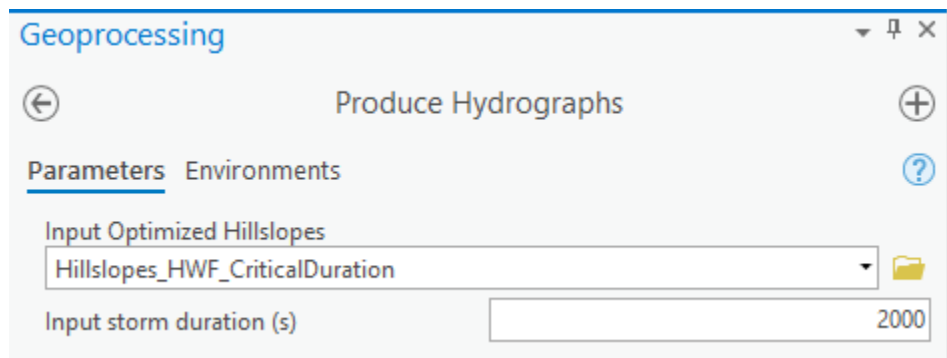 Geoprocessing
Produce Hydrographs
Parameters Environments
Input Optimized Hillslopes
Hillslopes_HWF_CriticalDuration
Input storm duration (s) 2000